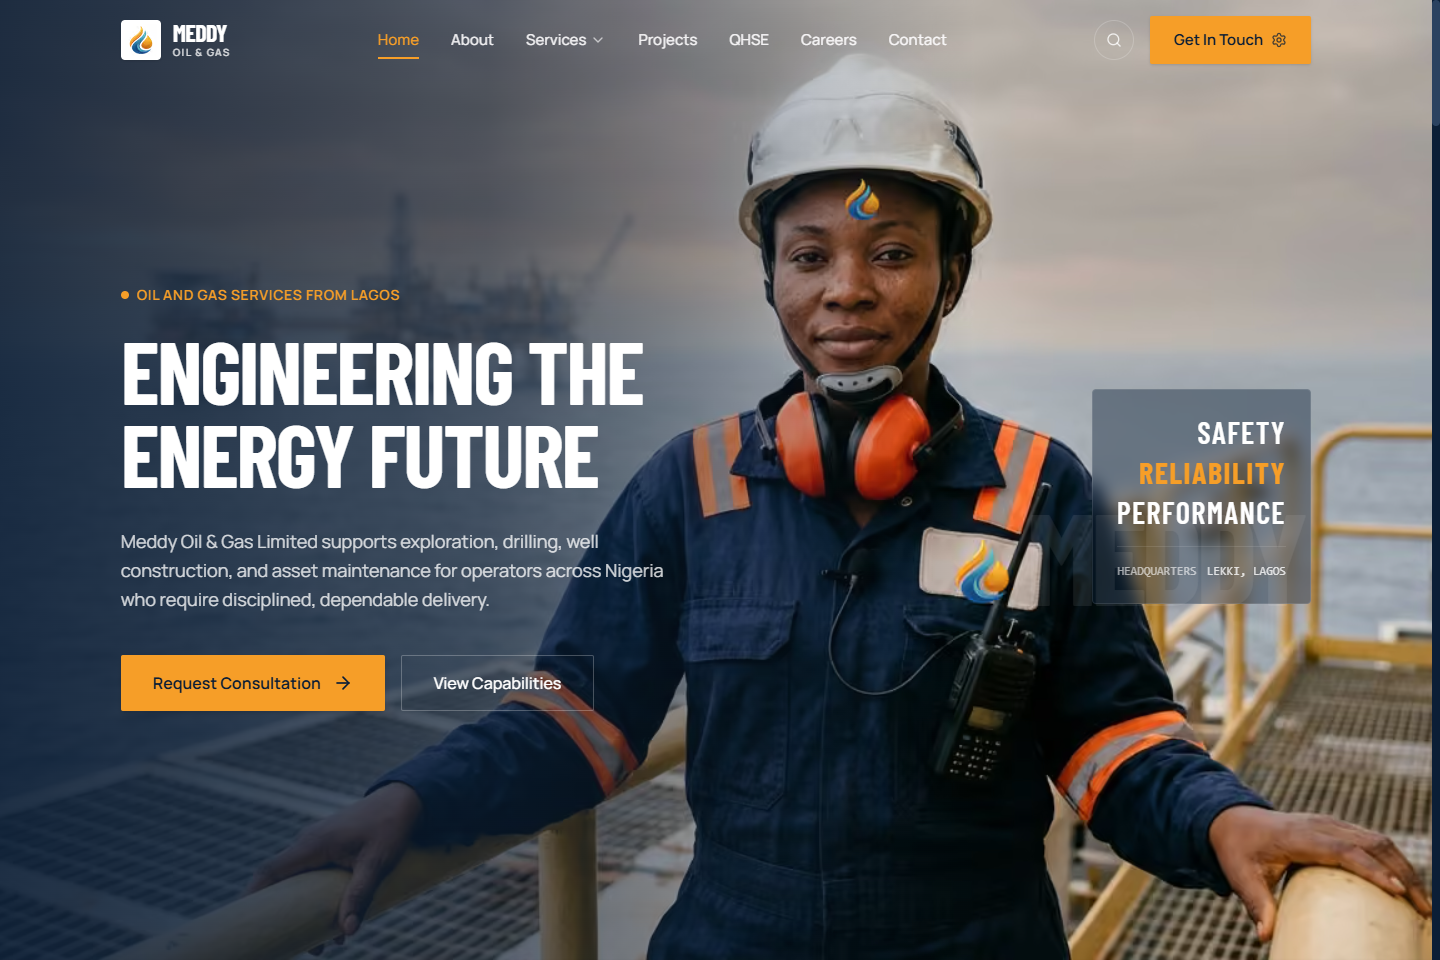 MEDDY
OIL & GAS
Home
About
Services
Projects
QHSE
Careers
Contact
Get In Touch
OIL AND GAS SERVICES FROM LAGOS
ENGINEERING THE
ENERGY FUTURE
Meddy Oil & Gas Limited supports exploration, drilling, well
construction, and asset maintenance for operators across Nigeria
who require disciplined, dependable delivery.
Request Consultation
View Capabilities
SAFETY
RELIABILITY
PERFORMANCE
MEDDY
HEADQUARTERS LEKKI, LAGOS